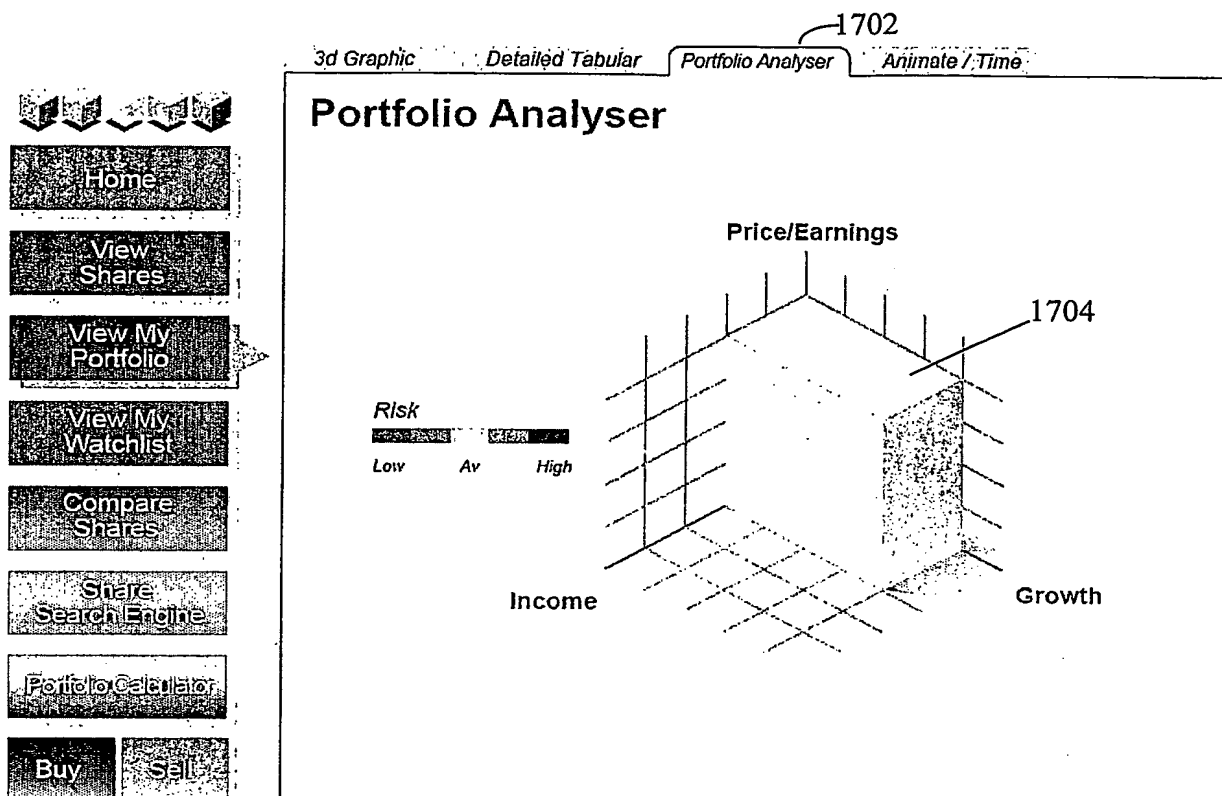 1702
3d Graphic
Detailed Tabular
Portfolio Analyser
Animate / Time
Portfolio Analyser
Home
View
Shares
View My
Portfolio
View My
Watchlist
Compare
Shares
Share
Search Engine
Portfolio Calculator
Buy
Sell
Price/Earnings
1704
Risk
Low
Av
High
Income
Growth